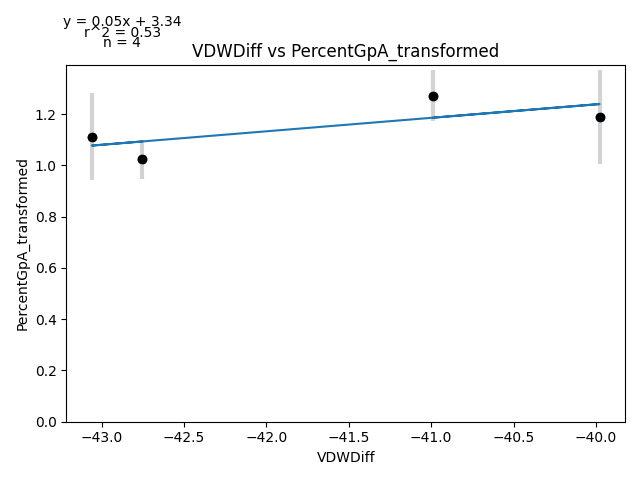 y = 0.05x + 3.34
r^2 = 0.53
n = 4
VDWDiff vs PercentGpA_transformed
PercentGpA_transformed
1.2
1.0
0.8
0.6
0.4
0.2
0.0
−43.0 −42.5 −42.0 −41.5 −41.0 −40.5 −40.0
VDWDiff